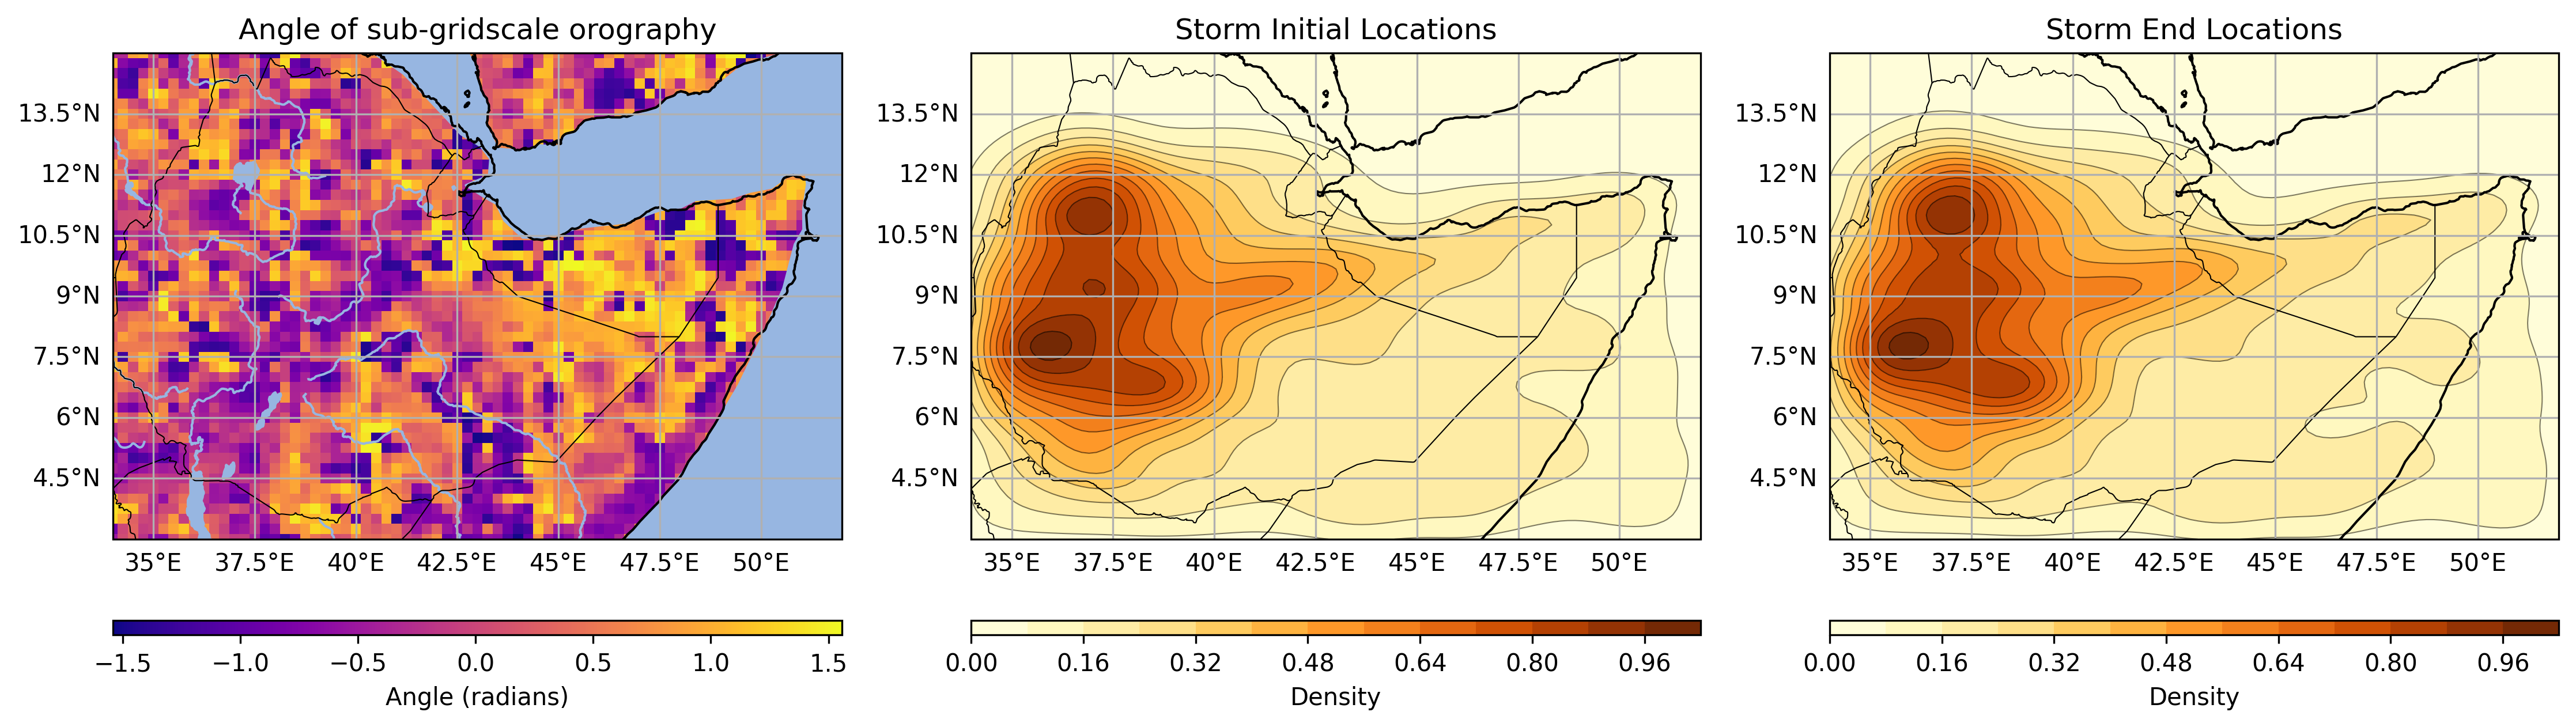 Angle of sub-gridscale orography
13.5°N
12°N
10.5°N
9°N
7.5°N
6°N
4.5°N
35°E 37.5°E 40°E 42.5°E 45°E 47.5°E 50°E
−1.5 −1.0 −0.5 0.0 0.5 1.0 1.5
Angle (radians)
Storm Initial Locations
13.5°N
12°N
10.5°N
9°N
7.5°N
6°N
4.5°N
35°E 37.5°E 40°E 42.5°E 45°E 47.5°E 50°E
0.00 0.16 0.32 0.48 0.64 0.80 0.96
Density
Storm End Locations
13.5°N
12°N
10.5°N
9°N
7.5°N
6°N
4.5°N
35°E 37.5°E 40°E 42.5°E 45°E 47.5°E 50°E
0.00 0.16 0.32 0.48 0.64 0.80 0.96
Density